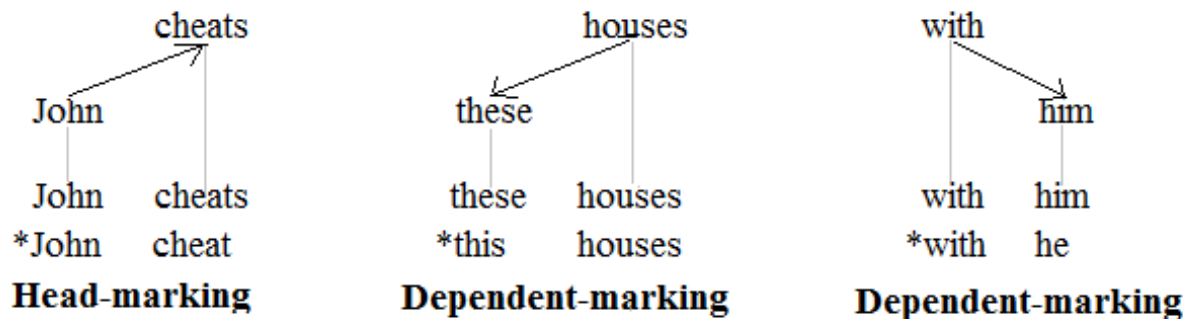 cheats houses with
John these him
John cheats these houses with him
*John cheat *this houses *with he
Head-marking Dependent-marking Dependent-marking